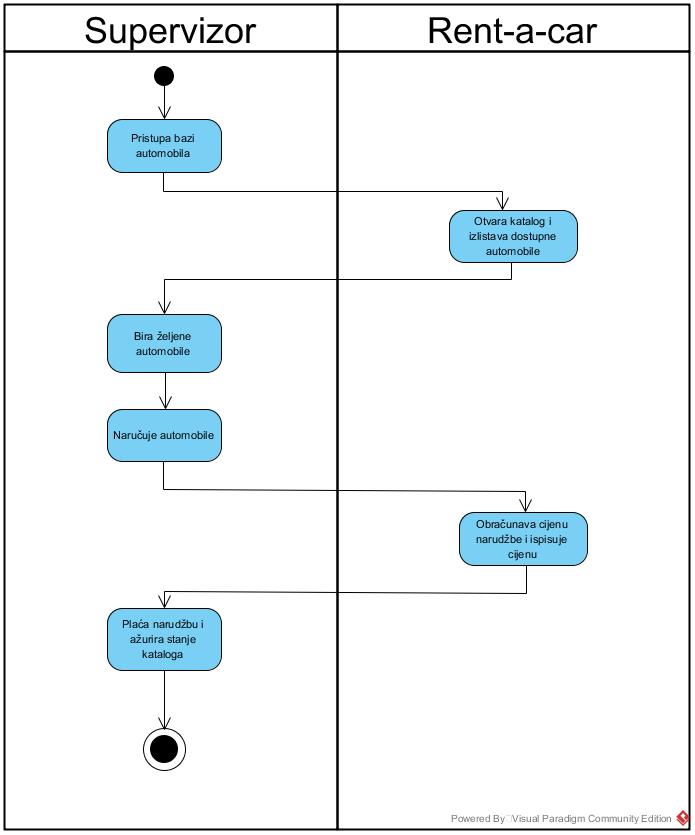 Supervizor
Rent-a-car
Pristupa bazi
automobila
Otvara katalog i
izlistava dostupne
automobile
Bira željene
automobile
Naručuje automobile
Obračunava cijenu
narudžbe i ispisuje
cijenu
Plaća narudžbu i
ažurira stanje
kataloga
Powered By Visual Paradigm Community Edition